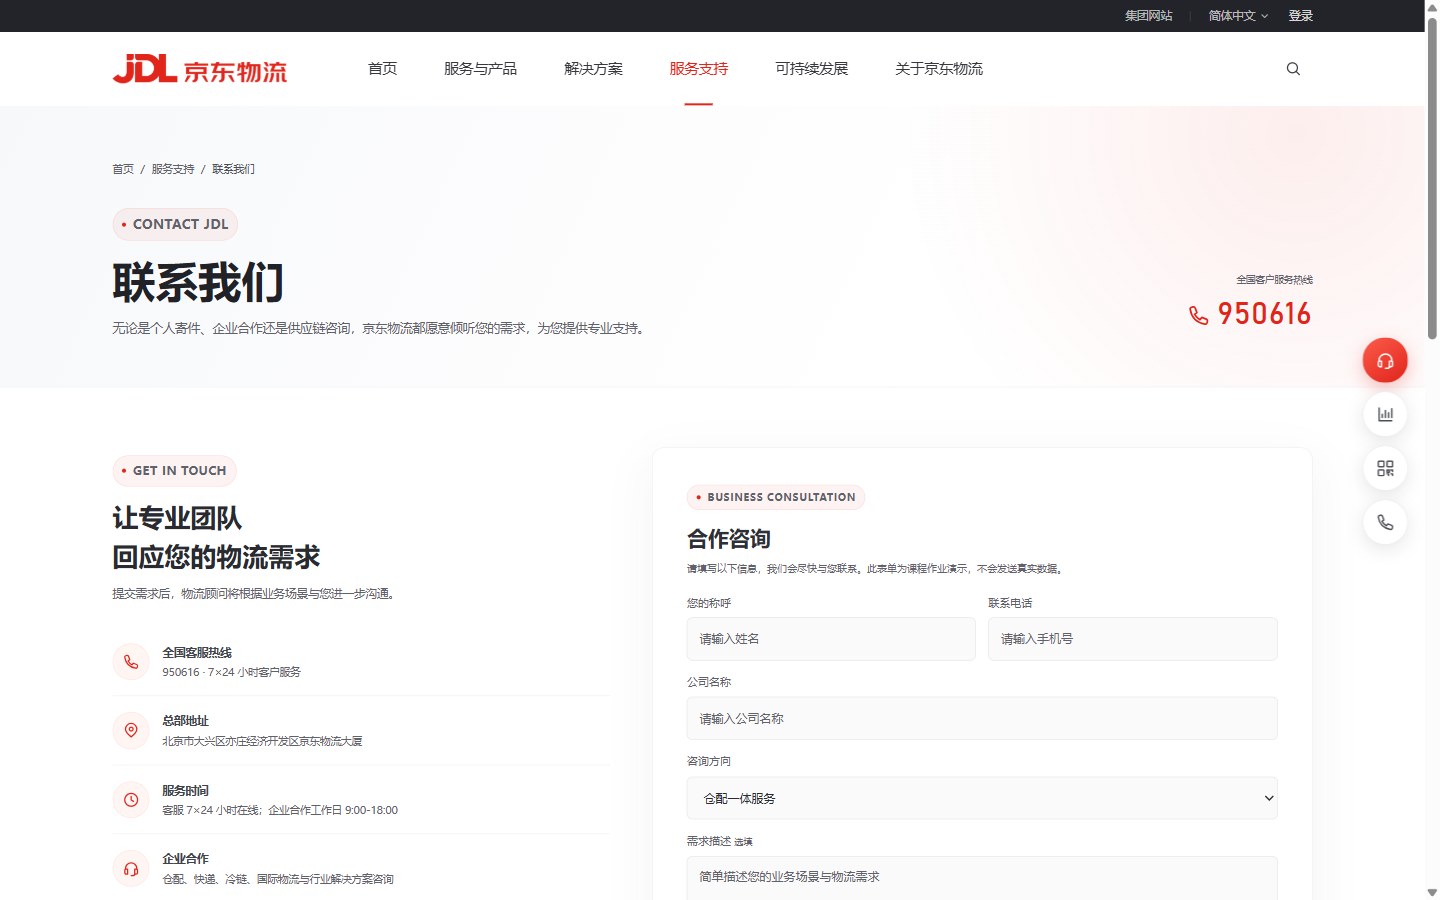 集团网站
简体中文
登录
JDL 京东物流
首页
服务与产品
解决方案
服务支持
可持续发展
关于京东物流
首页 / 服务支持 / 联系我们
CONTACT JDL
联系我们
无论是个人寄件、企业合作还是供应链咨询，京东物流都愿意倾听您的需求，为您提供专业支持。
全国客户服务热线
950616
GET IN TOUCH
让专业团队
回应您的物流需求
提交需求后，物流顾问将根据业务场景与您进一步沟通。
全国客服热线
950616 · 7×24 小时客户服务
总部地址
北京市大兴区亦庄经济开发区京东物流大厦
服务时间
客服 7×24 小时在线；企业合作工作日 9:00-18:00
企业合作
仓配、快递、冷链、国际物流与行业解决方案咨询
BUSINESS CONSULTATION
合作咨询
请填写以下信息，我们会尽快与您联系。此表单为课程作业演示，不会发送真实数据。
您的称呼
联系电话
请输入姓名
请输入手机号
公司名称
请输入公司名称
咨询方向
仓配一体服务
需求描述 选填
简单描述您的业务场景与物流需求